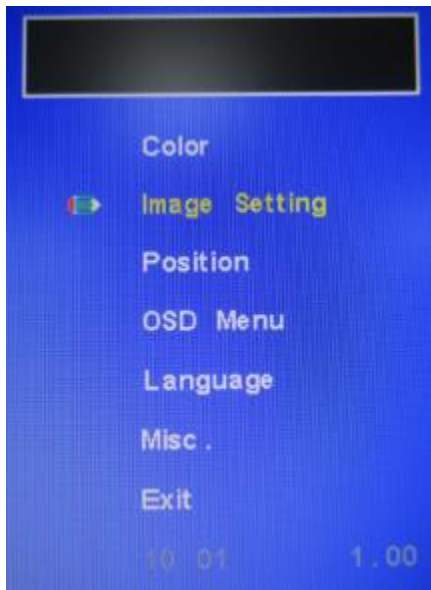 Color
Image Setting
Position
OSD Menu
Language
Misc.
Exit
10 01 1.00